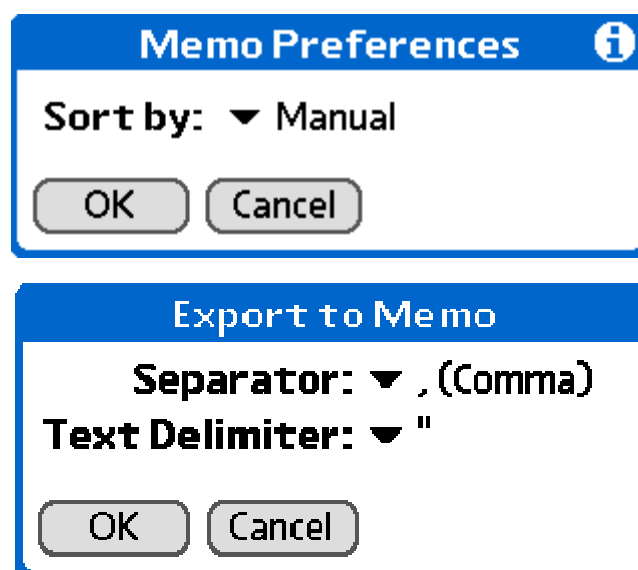 Memo Preferences
Sort by: Manual
OK Cancel
Export to Memo
Separator: , (Comma)
Text Delimiter: "
OK Cancel